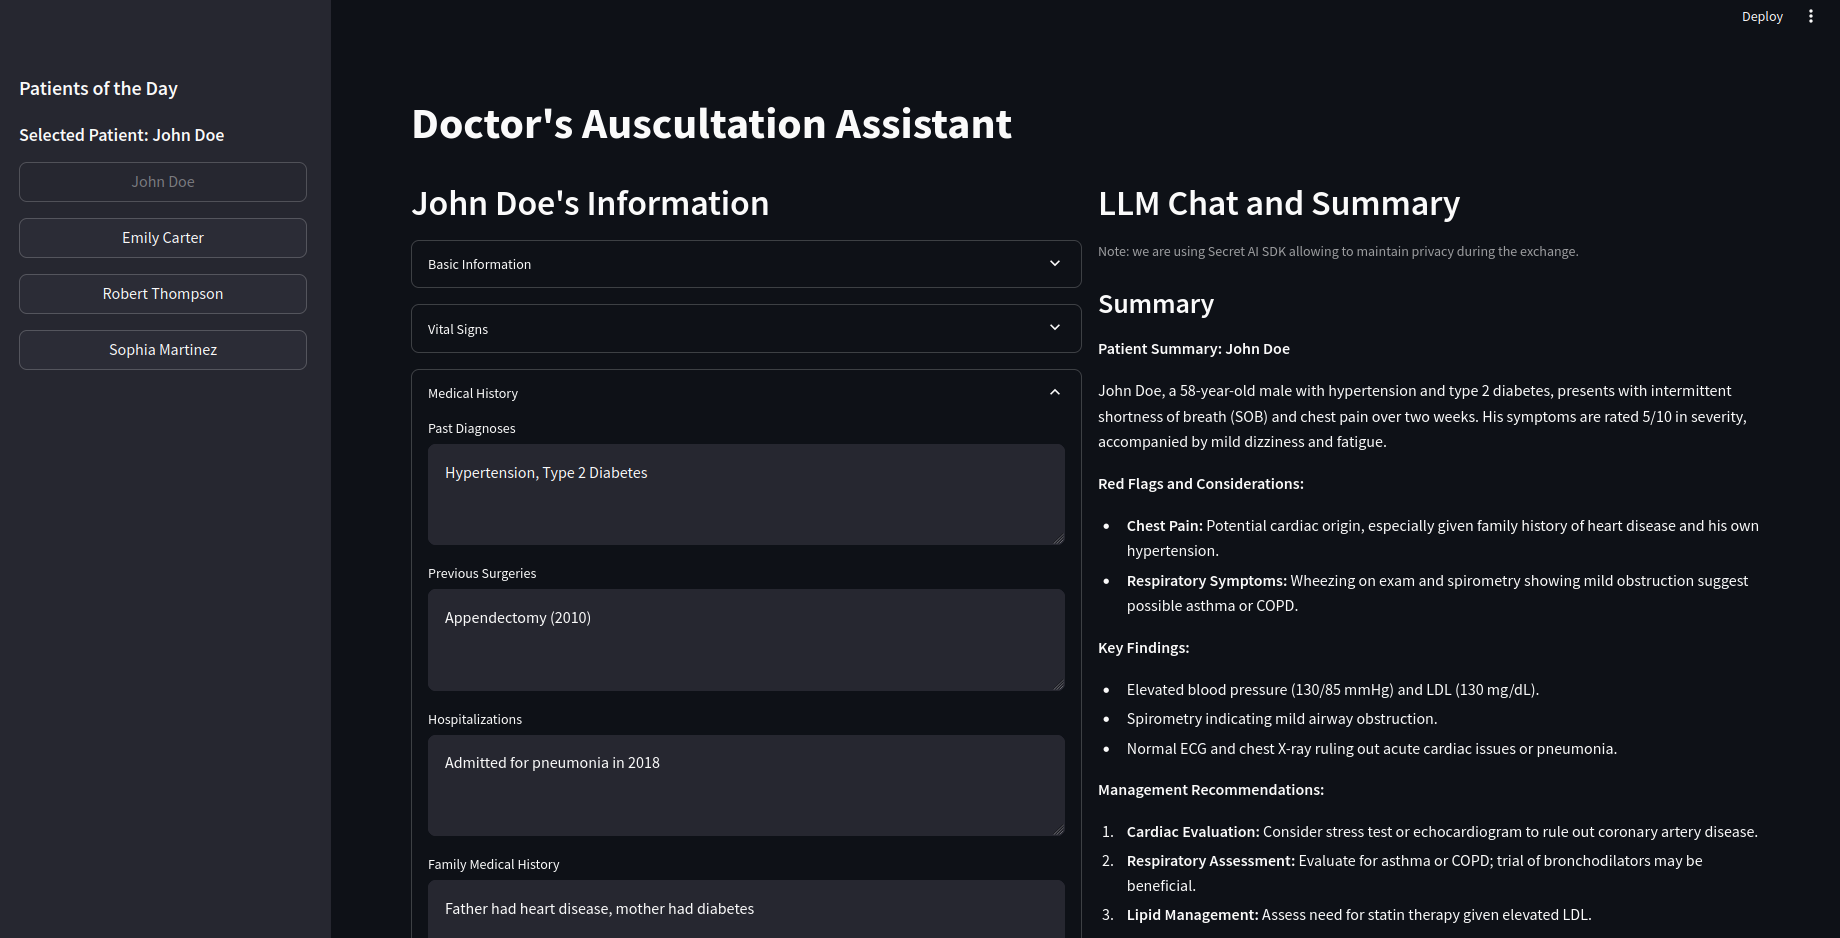 Deploy
Patients of the Day
Selected Patient: John Doe
John Doe
Emily Carter
Robert Thompson
Sophia Martinez
Doctor's Auscultation Assistant
John Doe's Information
Basic Information
Vital Signs
Medical History
Past Diagnoses
Hypertension, Type 2 Diabetes
Previous Surgeries
Appendectomy (2010)
Hospitalizations
Admitted for pneumonia in 2018
Family Medical History
Father had heart disease, mother had diabetes
LLM Chat and Summary
Note: we are using Secret AI SDK allowing to maintain privacy during the exchange.
Summary
Patient Summary: John Doe
John Doe, a 58-year-old male with hypertension and type 2 diabetes, presents with intermittent
shortness of breath (SOB) and chest pain over two weeks. His symptoms are rated 5/10 in severity,
accompanied by mild dizziness and fatigue.
Red Flags and Considerations:
• Chest Pain: Potential cardiac origin, especially given family history of heart disease and his own
hypertension.
• Respiratory Symptoms: Wheezing on exam and spirometry showing mild obstruction suggest
possible asthma or COPD.
Key Findings:
• Elevated blood pressure (130/85 mmHg) and LDL (130 mg/dL).
• Spirometry indicating mild airway obstruction.
• Normal ECG and chest X-ray ruling out acute cardiac issues or pneumonia.
Management Recommendations:
1. Cardiac Evaluation: Consider stress test or echocardiogram to rule out coronary artery disease.
2. Respiratory Assessment: Evaluate for asthma or COPD; trial of bronchodilators may be
beneficial.
3. Lipid Management: Assess need for statin therapy given elevated LDL.